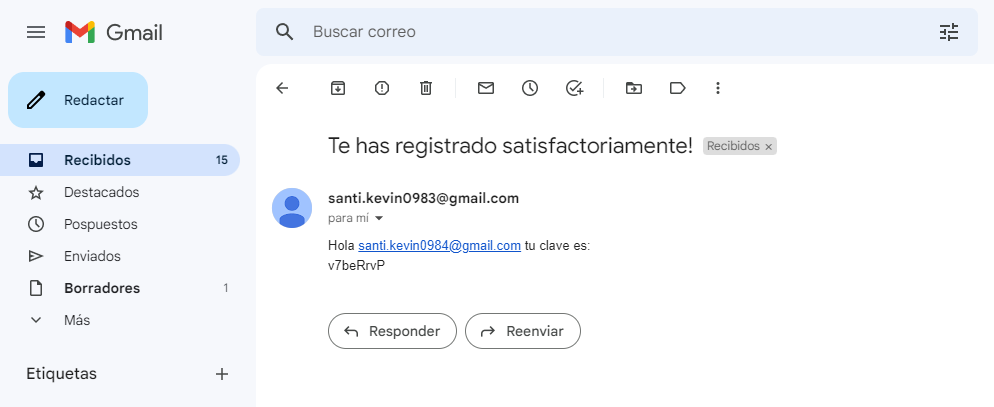 Gmail
Buscar correo
Redactar
Recibidos 15
Destacados
Pospuestos
Enviados
Borradores 1
Más
Etiquetas
Te has registrado satisfactoriamente! Recibidos ×
santi.kevin0983@gmail.com
para mí
Hola santi.kevin0984@gmail.com tu clave es:
v7beRrvP
Responder Reenviar